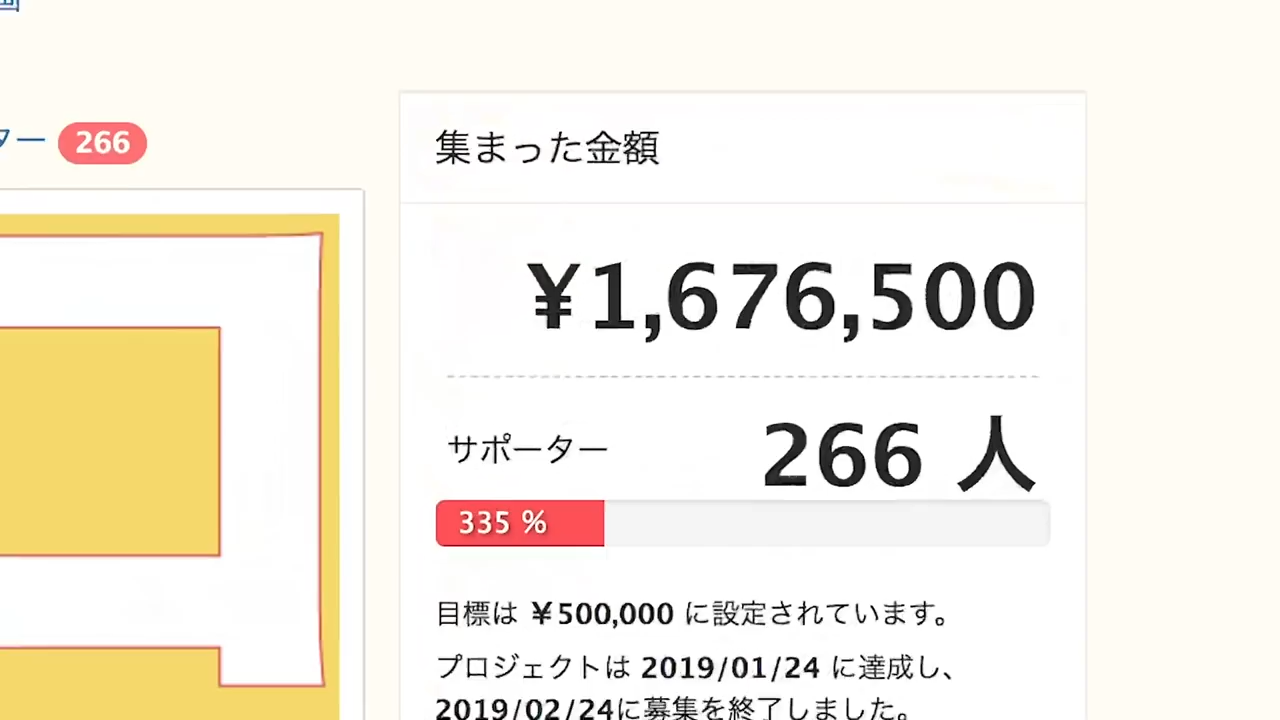 ター 266
集まった金額
¥1,676,500
サポーター 266 人
335 %
目標は ¥500,000 に設定されています。
プロジェクトは 2019/01/24 に達成し、
2019/02/24に募集を終了しました。